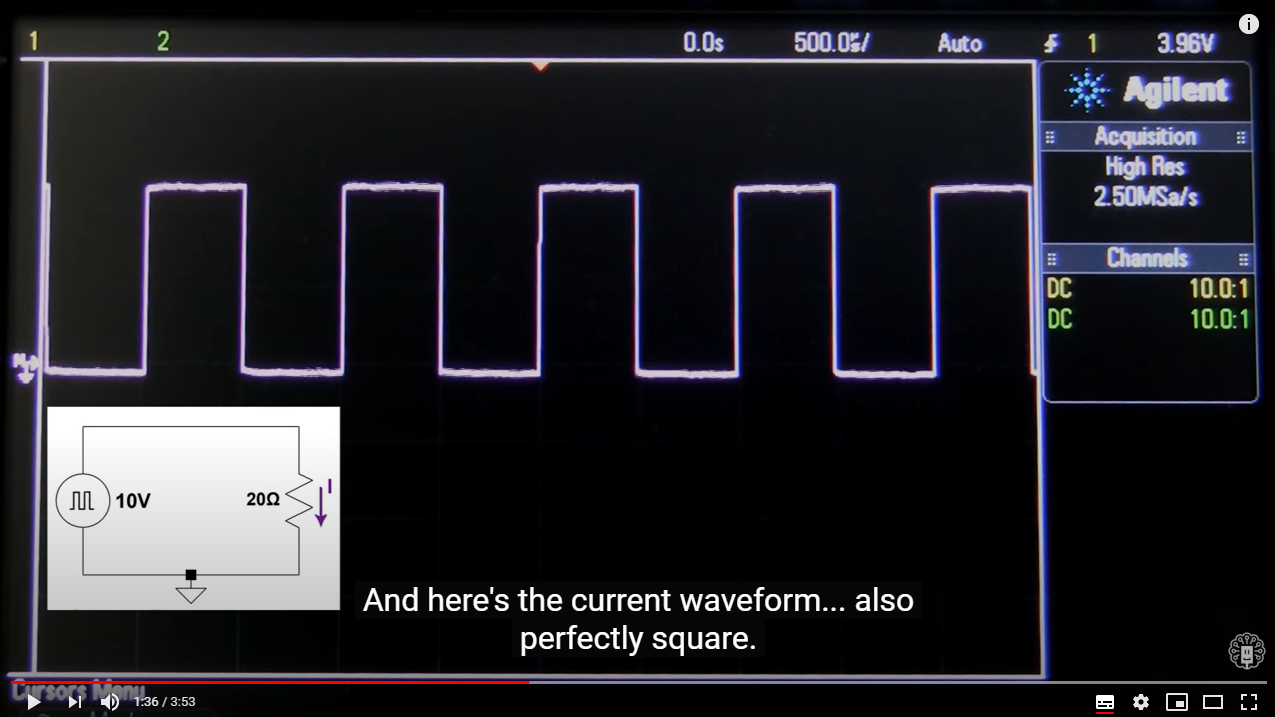 1 2 0.0s 500.0㎲/ Auto 1 3.96V
Agilent
Acquisition
High Res
2.50MSa/s
Channels
DC 10.0:1
DC 10.0:1
10V 20Ω I
And here's the current waveform... also
perfectly square.
Cursors Menu
1:36 / 3:53